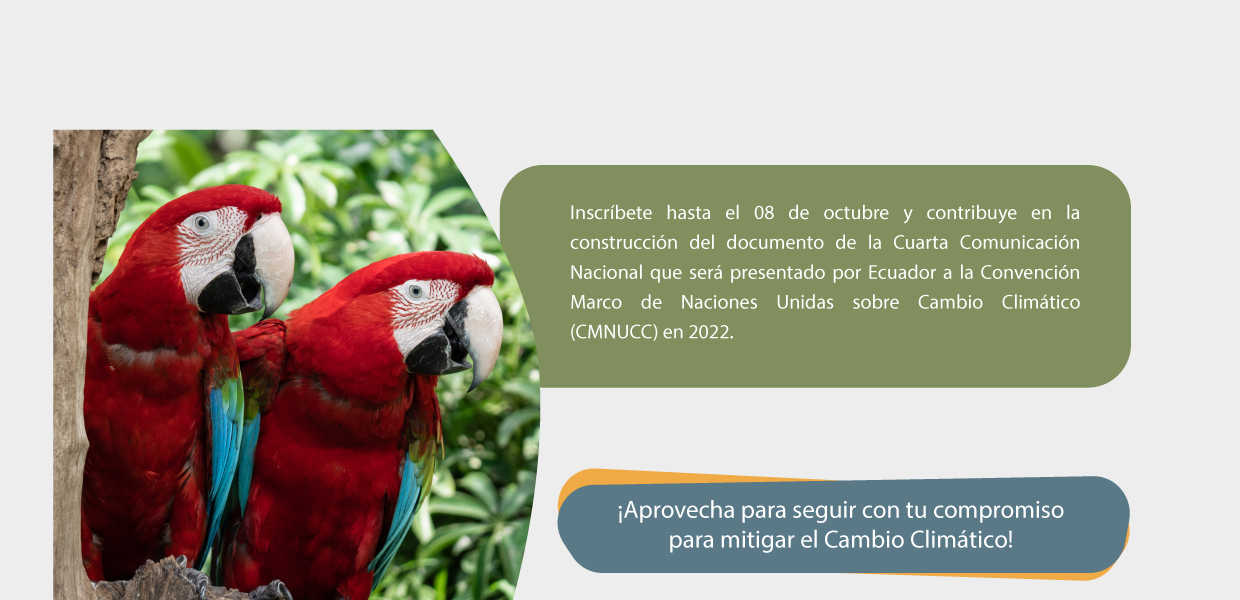 Inscríbete hasta el 08 de octubre y contribuye en la
construcción del documento de la Cuarta Comunicación
Nacional que será presentado por Ecuador a la Convención
Marco de Naciones Unidas sobre Cambio Climático
(CMNUCC) en 2022.
¡Aprovecha para seguir con tu compromiso
para mitigar el Cambio Climático!